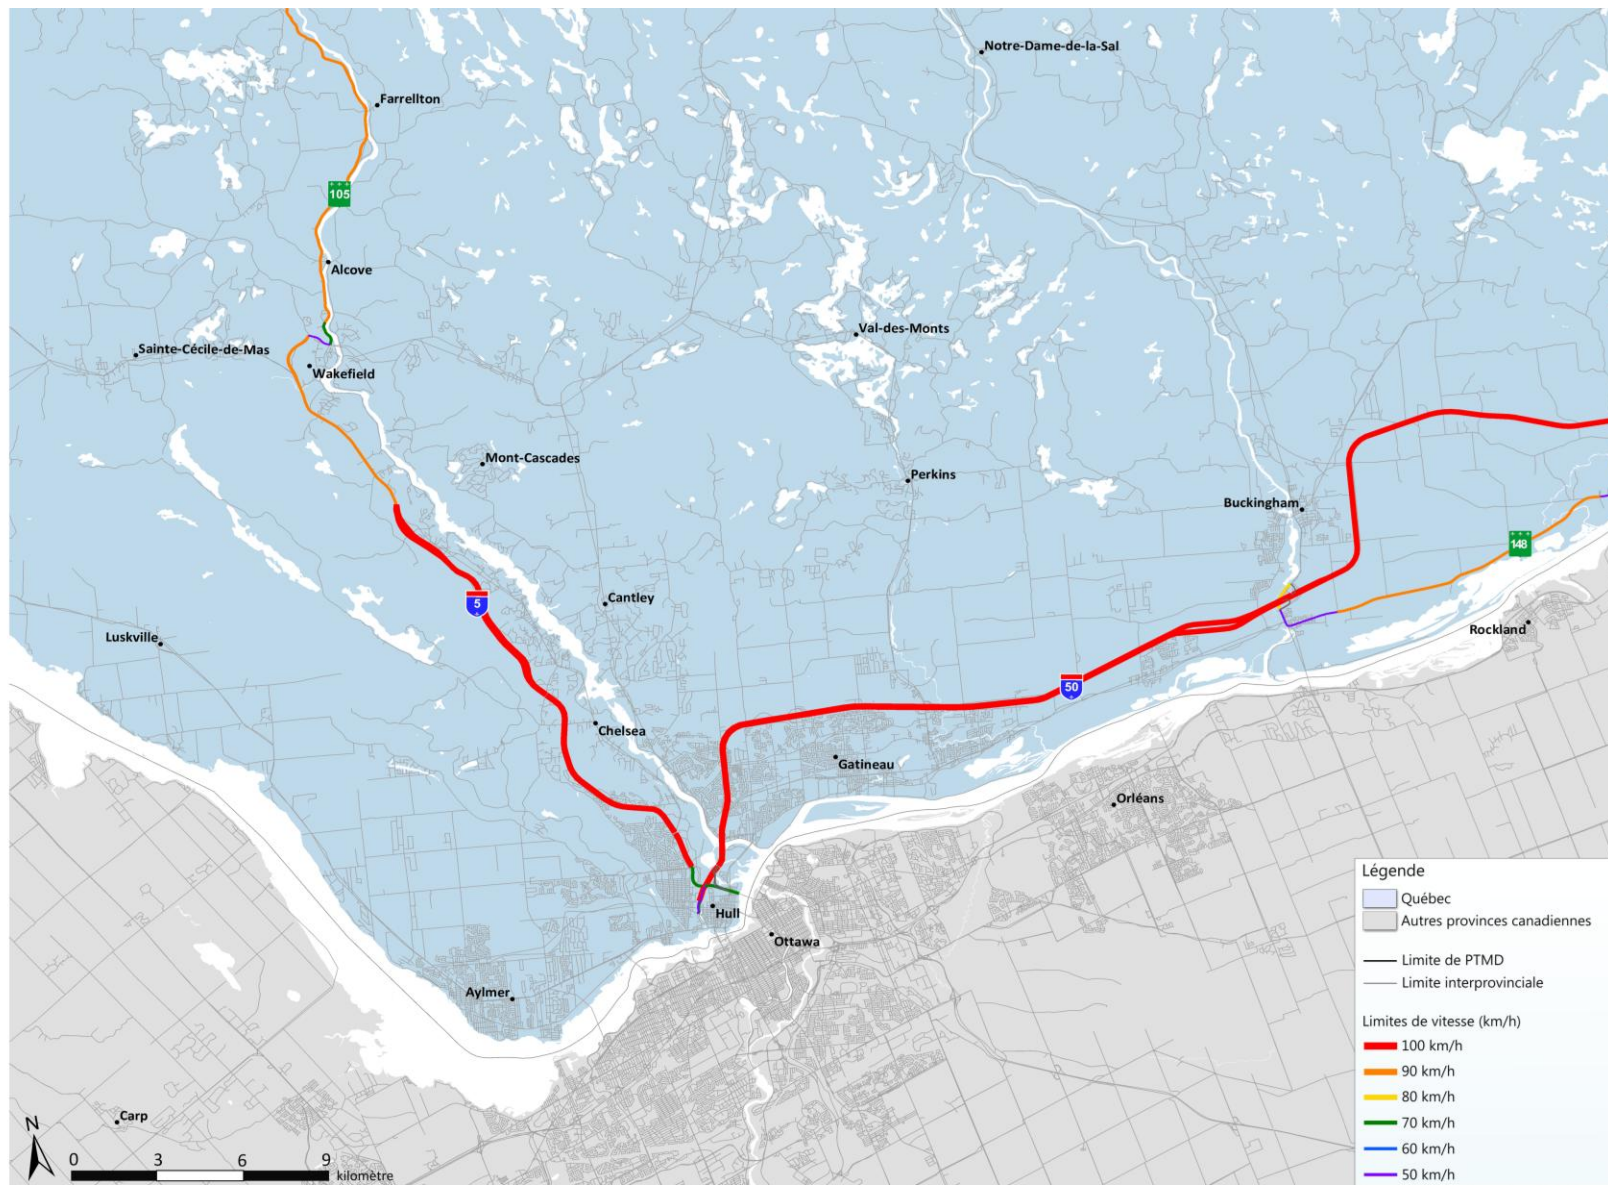 Notre-Dame-de-la-Sal
Farrellton
105
Alcove
Val-des-Monts
Sainte-Cécile-de-Mas
Wakefield
Mont-Cascades
Perkins
Buckingham
148
Cantley
5
Luskville
Rockland
50
Chelsea
Gatineau
Orléans
Hull
Ottawa
Aylmer
Carp
N
0 3 6 9
kilomètre
Légende
Québec
Autres provinces canadiennes
Limite de PTMD
Limite interprovinciale
Limites de vitesse (km/h)
100 km/h
90 km/h
80 km/h
70 km/h
60 km/h
50 km/h